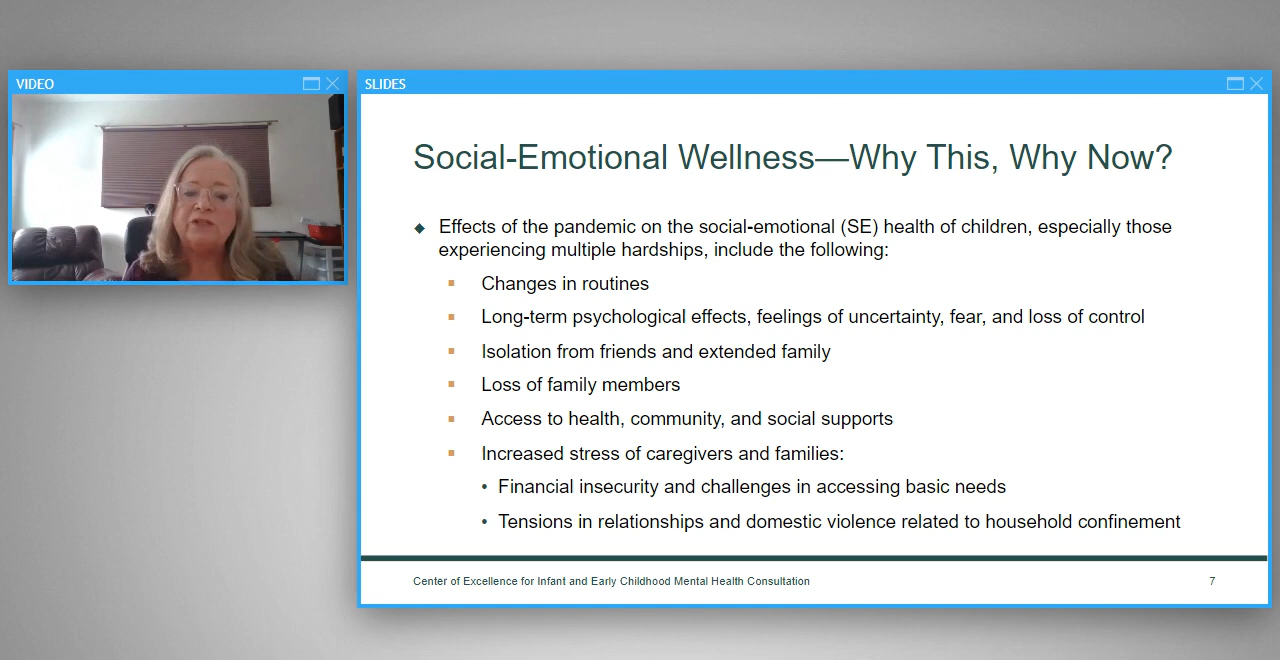 VIDEO
SLIDES
Social-Emotional Wellness—Why This, Why Now?
Effects of the pandemic on the social-emotional (SE) health of children, especially those
experiencing multiple hardships, include the following:
Changes in routines
Long-term psychological effects, feelings of uncertainty, fear, and loss of control
Isolation from friends and extended family
Loss of family members
Access to health, community, and social supports
Increased stress of caregivers and families:
Financial insecurity and challenges in accessing basic needs
Tensions in relationships and domestic violence related to household confinement
Center of Excellence for Infant and Early Childhood Mental Health Consultation
7